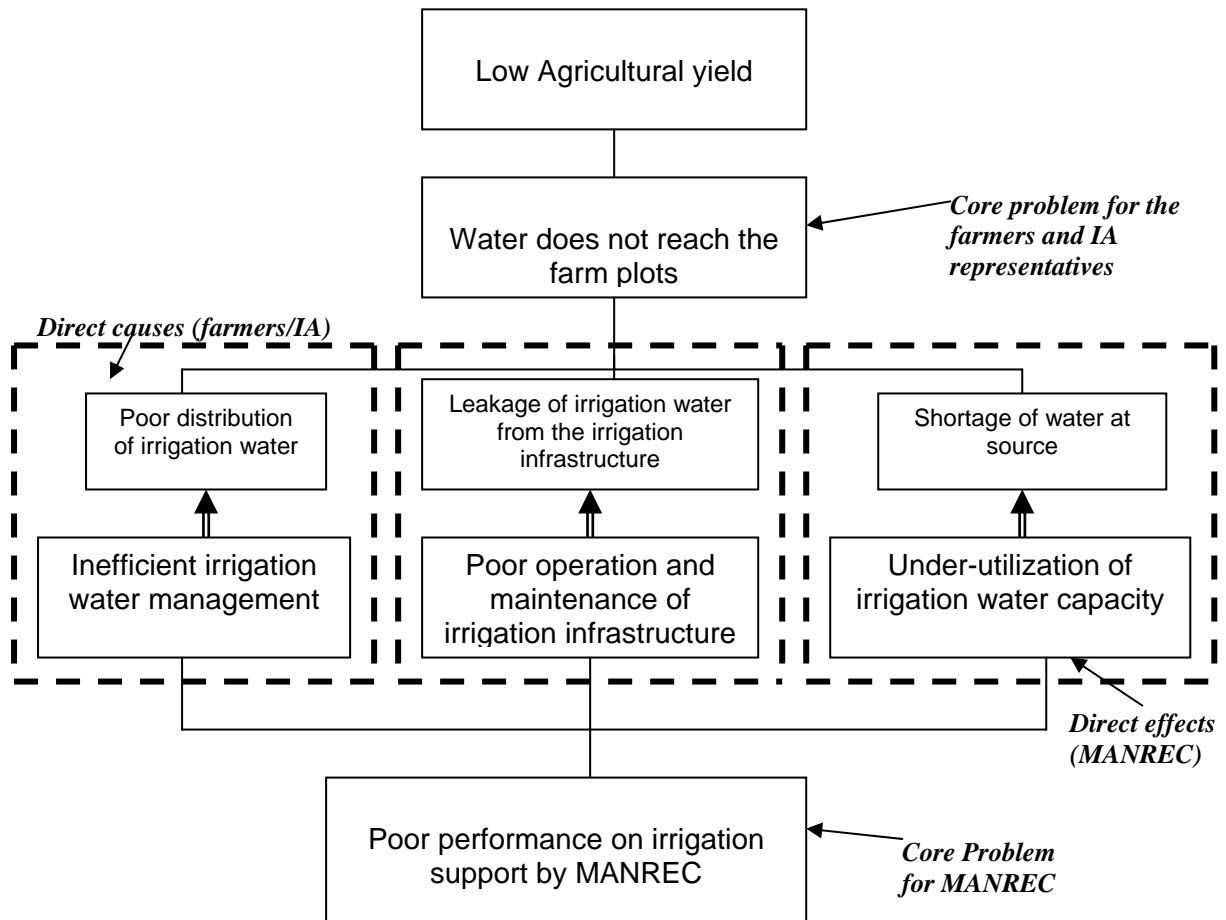 Low Agricultural yield
Water does not reach the
farm plots
Core problem for the
farmers and IA
representatives
Direct causes (farmers/IA)
Poor distribution
of irrigation water
Leakage of irrigation water
from the irrigation
infrastructure
Shortage of water at
source
Inefficient irrigation
water management
Poor operation and
maintenance of
irrigation infrastructure
Under-utilization of
irrigation water capacity
Direct effects
(MANREC)
Poor performance on irrigation
support by MANREC
Core Problem
for MANREC